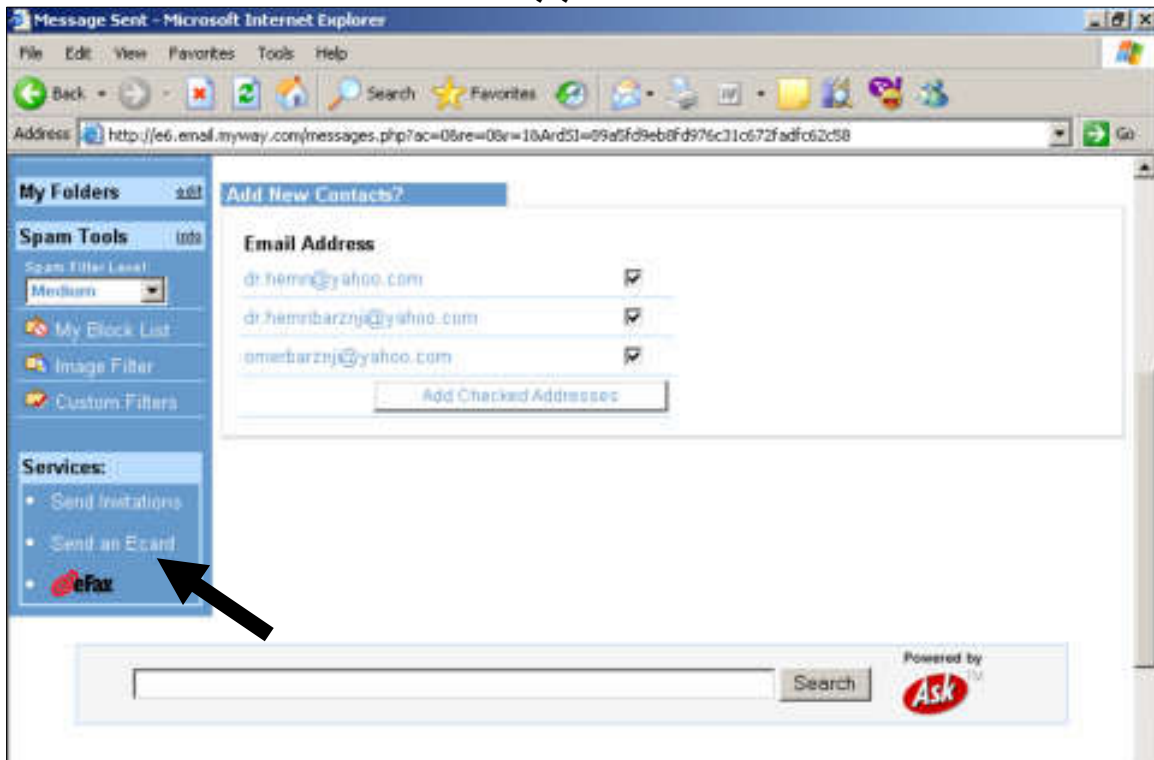 Message Sent - Microsoft Internet Explorer
File Edit View Favorites Tools Help
Back Search Favorites
Address http://e6.email.myway.com/messages.php?ac=0&re=0&r=1&ArdSI=89a5fd9eb8fd976c31c672fadfc62c58 Go
My Folders edit
Spam Tools info
Spam Filter Level
Medium
My Block List
Image Filter
Custom Filters
Services:
Send Invitations
Send an Ecard
eFax
Add New Contacts?
Email Address
dr.hemn@yahoo.com
dr.hemnbarznji@yahoo.com
omerbarznji@yahoo.com
Add Checked Addresses
Search
Powered by
Ask TM